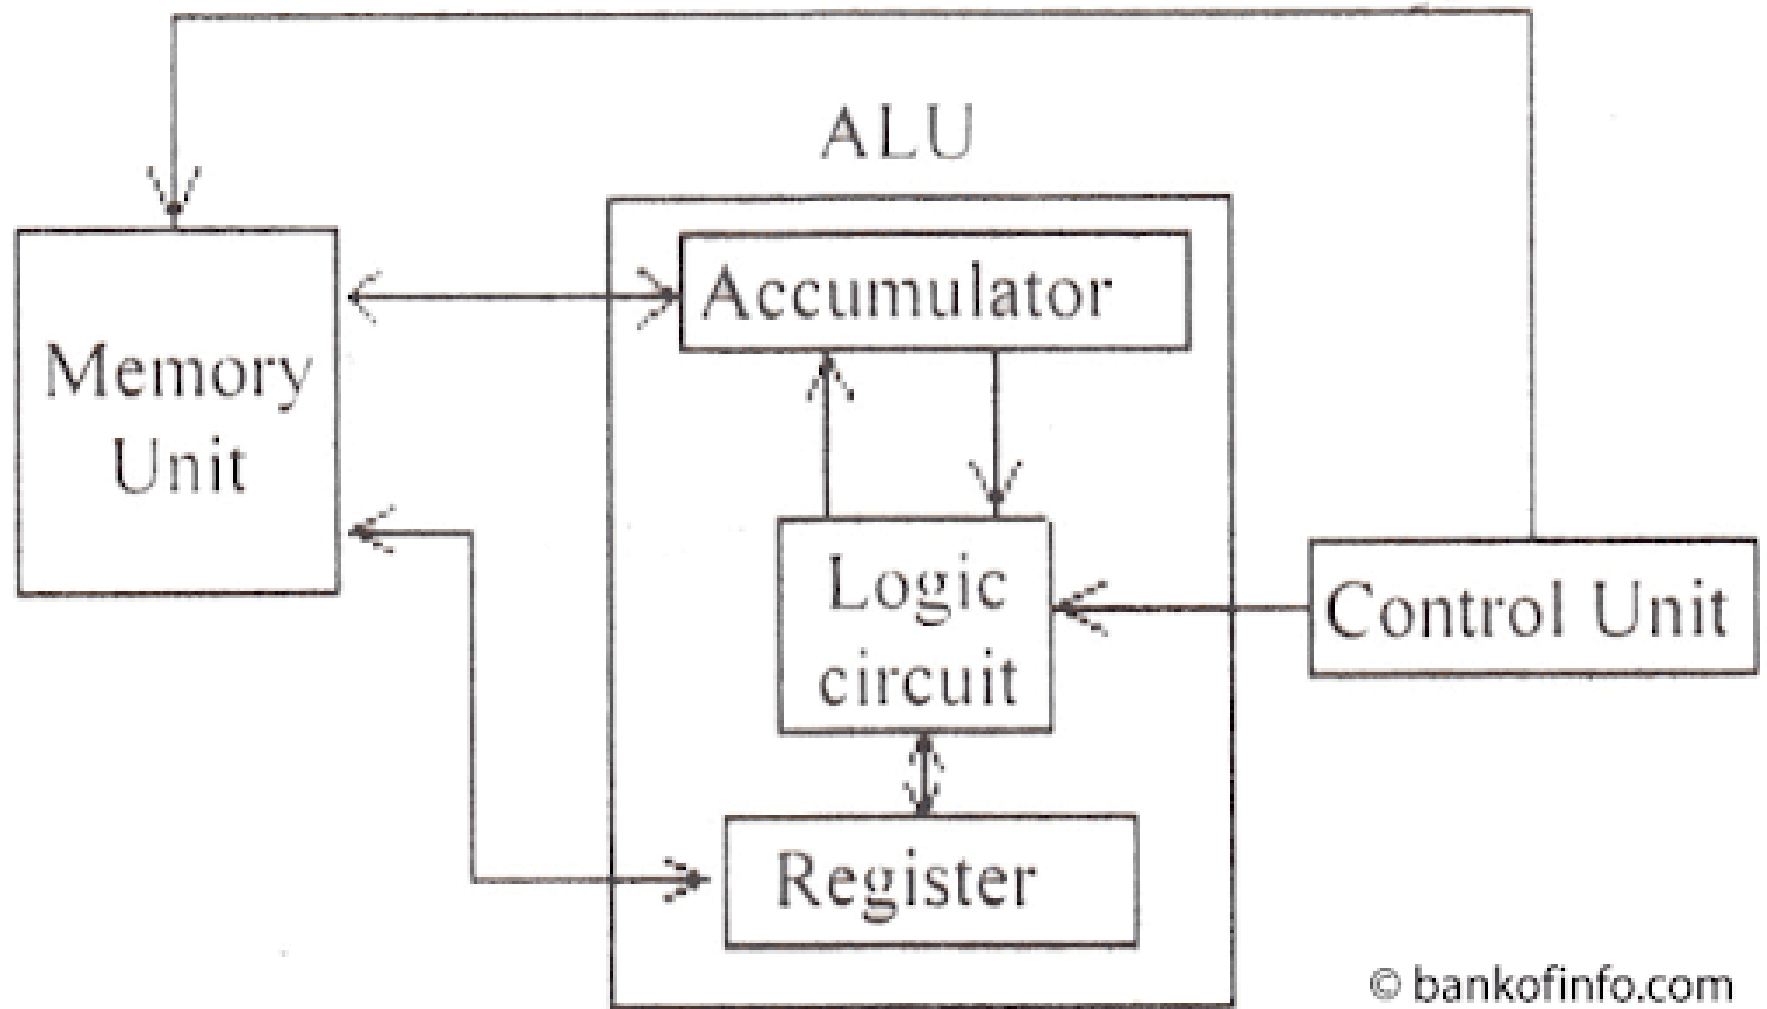 ALU
Accumulator
Memory
Unit
Logic
circuit
Control Unit
Register
© bankofinfo.com